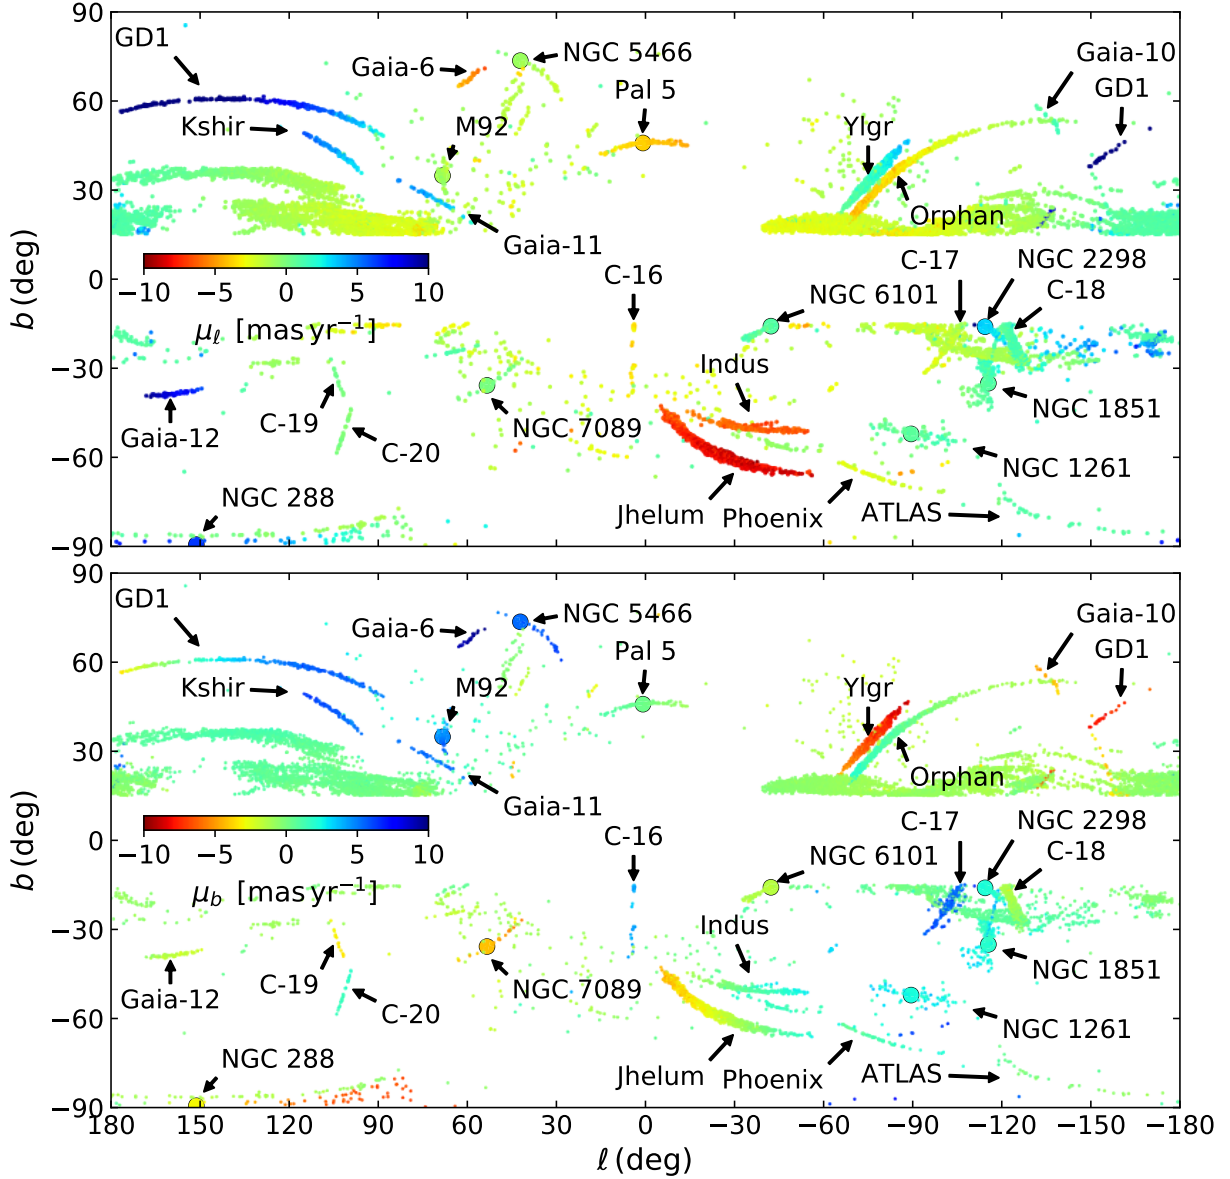 90
GD1
Gaia-6
NGC 5466
Gaia-10
Pal 5
GD1
60
Kshir
M92
Ylgr
30
Gaia-11
Orphan
b (deg)
0
−10 −5 0 5 10
μℓ [mas yr−1]
C-16
C-17
NGC 2298
NGC 6101
C-18
−30
Indus
C-19
Gaia-12
C-20
NGC 7089
NGC 1851
NGC 1261
−60
NGC 288
Jhelum
Phoenix
ATLAS
−90
90
GD1
Gaia-6
NGC 5466
Gaia-10
Pal 5
GD1
60
Kshir
M92
Ylgr
30
Gaia-11
Orphan
b (deg)
0
−10 −5 0 5 10
μb [mas yr−1]
C-16
C-17
NGC 2298
NGC 6101
C-18
−30
Indus
C-19
Gaia-12
C-20
NGC 7089
NGC 1851
NGC 1261
−60
NGC 288
Jhelum
Phoenix
ATLAS
−90
180 150 120 90 60 30 0 −30 −60 −90 −120 −150 −180
ℓ (deg)